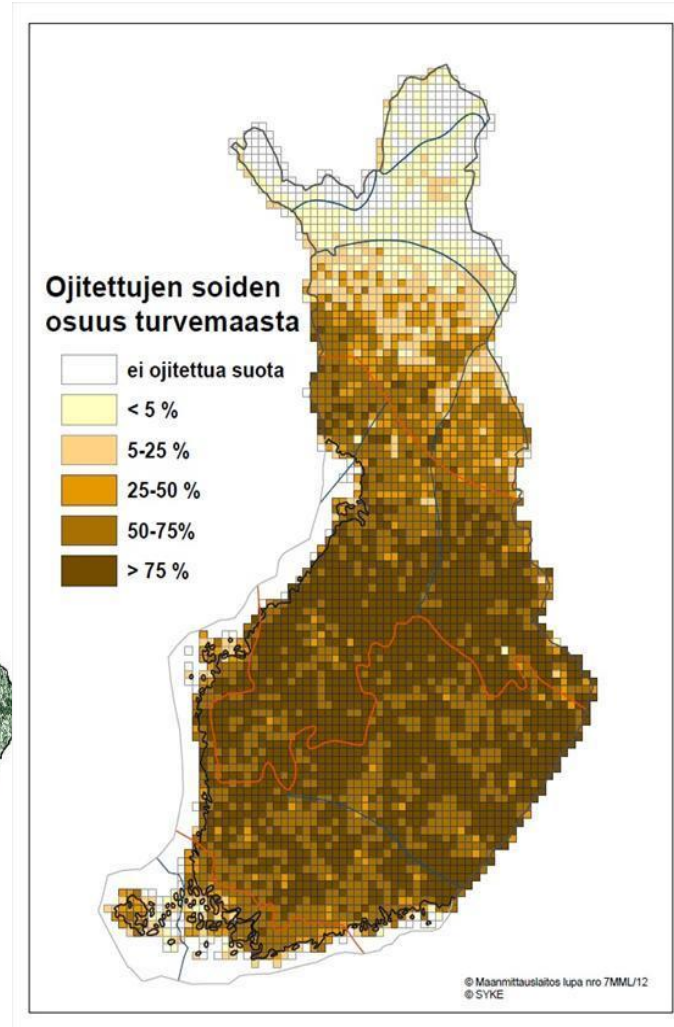 Ojitettujen soiden
osuus turvemaasta
ei ojitettua suota
< 5 %
5-25 %
25-50 %
50-75%
> 75 %
© Maanmittauslaitos lupa nro 7MML/12
© SYKE